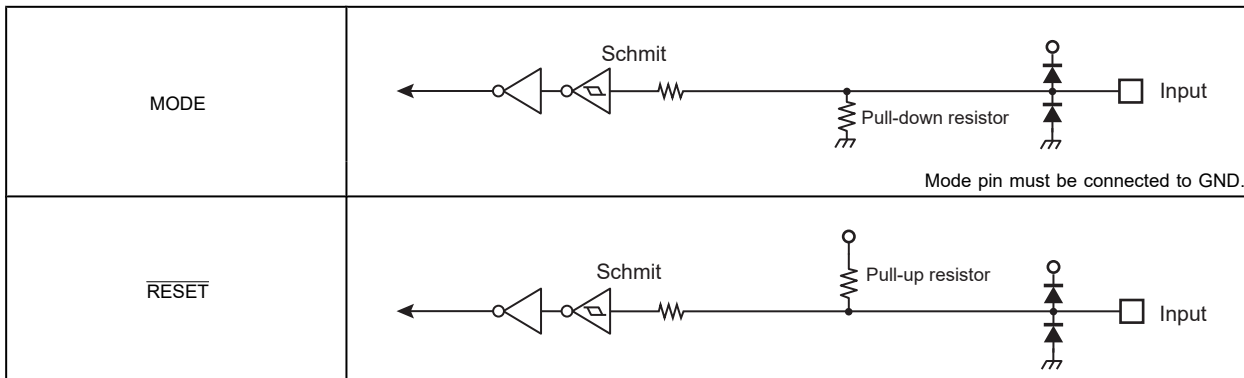 MODE
Schmit
Input
Pull-down resistor
Mode pin must be connected to GND.
RESET
Schmit
Pull-up resistor
Input